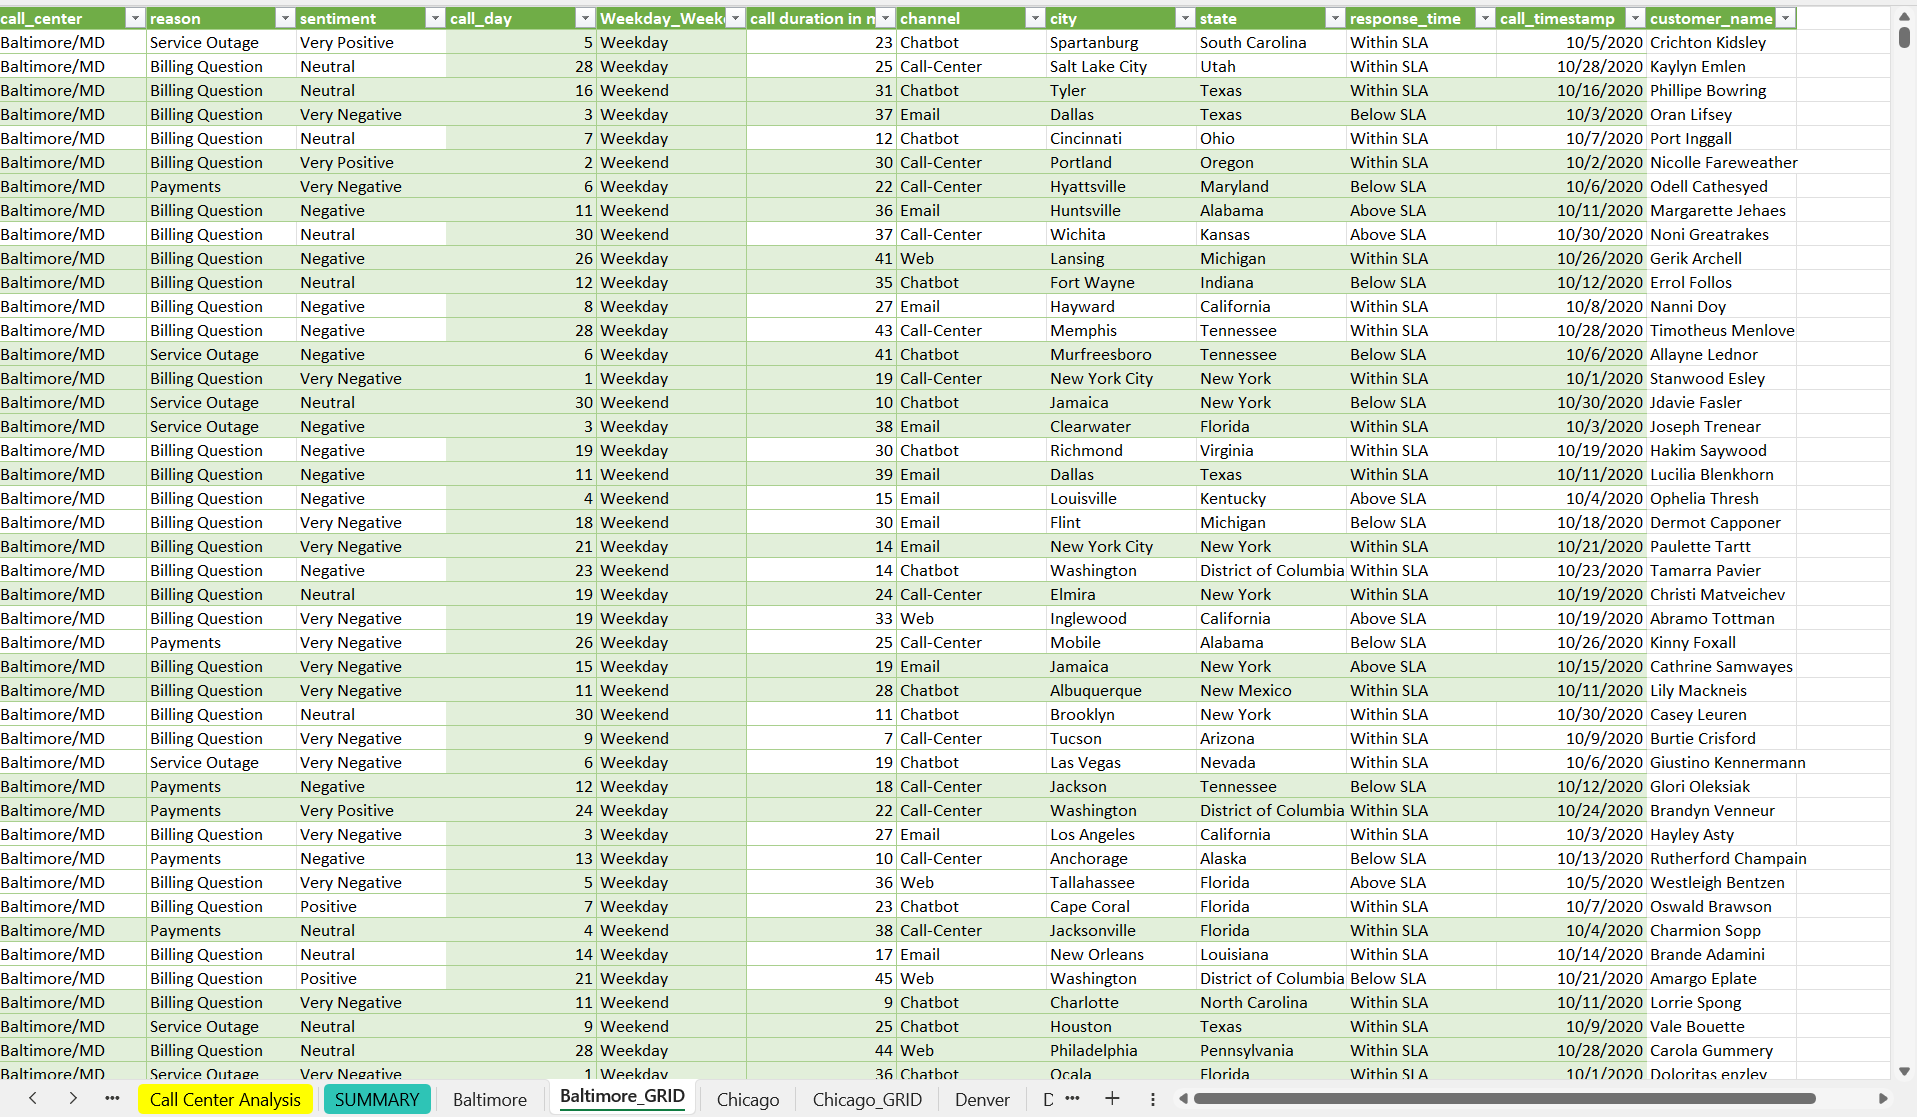 call_center reason sentiment call_day Weekday_Week call duration in m channel city state response_time call_timestamp customer_name
Baltimore/MD Service Outage Very Positive 5 Weekday 23 Chatbot Spartanburg South Carolina Within SLA 10/5/2020 Crichton Kidsley
Baltimore/MD Billing Question Neutral 28 Weekday 25 Call-Center Salt Lake City Utah Within SLA 10/28/2020 Kaylyn Emlen
Baltimore/MD Billing Question Neutral 16 Weekend 31 Chatbot Tyler Texas Within SLA 10/16/2020 Phillipe Bowring
Baltimore/MD Billing Question Very Negative 3 Weekday 37 Email Dallas Texas Below SLA 10/3/2020 Oran Lifsey
Baltimore/MD Billing Question Neutral 7 Weekday 12 Chatbot Cincinnati Ohio Within SLA 10/7/2020 Port Inggall
Baltimore/MD Billing Question Very Positive 2 Weekend 30 Call-Center Portland Oregon Within SLA 10/2/2020 Nicolle Fareweather
Baltimore/MD Payments Very Negative 6 Weekday 22 Call-Center Hyattsville Maryland Below SLA 10/6/2020 Odell Cathesyed
Baltimore/MD Billing Question Negative 11 Weekend 36 Email Huntsville Alabama Above SLA 10/11/2020 Margarette Jehaes
Baltimore/MD Billing Question Neutral 30 Weekend 37 Call-Center Wichita Kansas Above SLA 10/30/2020 Noni Greatrakes
Baltimore/MD Billing Question Negative 26 Weekday 41 Web Lansing Michigan Within SLA 10/26/2020 Gerik Archell
Baltimore/MD Billing Question Neutral 12 Weekday 35 Chatbot Fort Wayne Indiana Below SLA 10/12/2020 Errol Follos
Baltimore/MD Billing Question Negative 8 Weekday 27 Email Hayward California Within SLA 10/8/2020 Nanni Doy
Baltimore/MD Billing Question Negative 28 Weekday 43 Call-Center Memphis Tennessee Within SLA 10/28/2020 Timotheus Menlove
Baltimore/MD Service Outage Negative 6 Weekday 41 Chatbot Murfreesboro Tennessee Below SLA 10/6/2020 Allayne Lednor
Baltimore/MD Billing Question Very Negative 1 Weekday 19 Call-Center New York City New York Within SLA 10/1/2020 Stanwood Esley
Baltimore/MD Service Outage Neutral 30 Weekend 10 Chatbot Jamaica New York Below SLA 10/30/2020 Jdavie Fasler
Baltimore/MD Service Outage Negative 3 Weekday 38 Email Clearwater Florida Within SLA 10/3/2020 Joseph Trenear
Baltimore/MD Billing Question Negative 19 Weekday 30 Chatbot Richmond Virginia Within SLA 10/19/2020 Hakim Saywood
Baltimore/MD Billing Question Negative 11 Weekend 39 Email Dallas Texas Within SLA 10/11/2020 Lucilia Blenkhorn
Baltimore/MD Billing Question Negative 4 Weekend 15 Email Louisville Kentucky Above SLA 10/4/2020 Ophelia Thresh
Baltimore/MD Billing Question Very Negative 18 Weekend 30 Email Flint Michigan Below SLA 10/18/2020 Dermot Capponer
Baltimore/MD Billing Question Very Negative 21 Weekday 14 Email New York City New York Within SLA 10/21/2020 Paulette Tartt
Baltimore/MD Billing Question Negative 23 Weekend 14 Chatbot Washington District of Columbia Within SLA 10/23/2020 Tamarra Pavier
Baltimore/MD Billing Question Neutral 19 Weekday 24 Call-Center Elmira New York Within SLA 10/19/2020 Christi Matveichev
Baltimore/MD Billing Question Very Negative 19 Weekday 33 Web Inglewood California Above SLA 10/19/2020 Abramo Tottman
Baltimore/MD Payments Very Negative 26 Weekday 25 Call-Center Mobile Alabama Below SLA 10/26/2020 Kinny Foxall
Baltimore/MD Billing Question Very Negative 15 Weekday 19 Email Jamaica New York Above SLA 10/15/2020 Cathrine Samwayes
Baltimore/MD Billing Question Very Negative 11 Weekend 28 Chatbot Albuquerque New Mexico Within SLA 10/11/2020 Lily Mackneis
Baltimore/MD Billing Question Neutral 30 Weekend 11 Chatbot Brooklyn New York Within SLA 10/30/2020 Casey Leuren
Baltimore/MD Billing Question Very Negative 9 Weekend 7 Call-Center Tucson Arizona Within SLA 10/9/2020 Burtie Crisford
Baltimore/MD Service Outage Very Negative 6 Weekday 19 Chatbot Las Vegas Nevada Within SLA 10/6/2020 Giustino Kennermann
Baltimore/MD Payments Negative 12 Weekday 18 Call-Center Jackson Tennessee Below SLA 10/12/2020 Glori Oleksiak
Baltimore/MD Payments Very Positive 24 Weekday 22 Call-Center Washington District of Columbia Within SLA 10/24/2020 Brandyn Venneur
Baltimore/MD Billing Question Very Negative 3 Weekday 27 Email Los Angeles California Within SLA 10/3/2020 Hayley Asty
Baltimore/MD Payments Negative 13 Weekday 10 Call-Center Anchorage Alaska Below SLA 10/13/2020 Rutherford Champain
Baltimore/MD Billing Question Very Negative 5 Weekday 36 Web Tallahassee Florida Above SLA 10/5/2020 Westleigh Bentzen
Baltimore/MD Billing Question Positive 7 Weekday 23 Chatbot Cape Coral Florida Within SLA 10/7/2020 Oswald Brawson
Baltimore/MD Payments Neutral 4 Weekend 38 Call-Center Jacksonville Florida Within SLA 10/4/2020 Charmion Sopp
Baltimore/MD Billing Question Neutral 14 Weekday 17 Email New Orleans Louisiana Within SLA 10/14/2020 Brande Adamini
Baltimore/MD Billing Question Positive 21 Weekday 45 Web Washington District of Columbia Below SLA 10/21/2020 Amargo Eplate
Baltimore/MD Billing Question Very Negative 11 Weekend 9 Chatbot Charlotte North Carolina Within SLA 10/11/2020 Lorrie Spong
Baltimore/MD Service Outage Neutral 9 Weekend 25 Chatbot Houston Texas Within SLA 10/9/2020 Vale Bouette
Baltimore/MD Billing Question Neutral 28 Weekday 44 Web Philadelphia Pennsylvania Within SLA 10/28/2020 Carola Gummery
Baltimore/MD Service Outage Very Negative 1 Weekday 36 Chatbot Ocala Florida Within SLA 10/1/2020 Doloritas enzley
Call Center Analysis SUMMARY Baltimore Baltimore_GRID Chicago Chicago_GRID Denver D